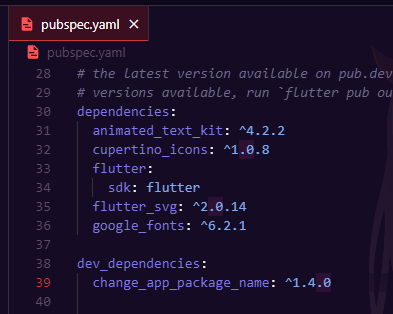 pubspec.yaml
pubspec.yaml
28 # the latest version available on pub.dev
29 # versions available, run `flutter pub ou
30 dependencies:
31 animated_text_kit: ^4.2.2
32 cupertino_icons: ^1.0.8
33 flutter:
34 sdk: flutter
35 flutter_svg: ^2.0.14
36 google_fonts: ^6.2.1
37
38 dev_dependencies:
39 change_app_package_name: ^1.4.0
40